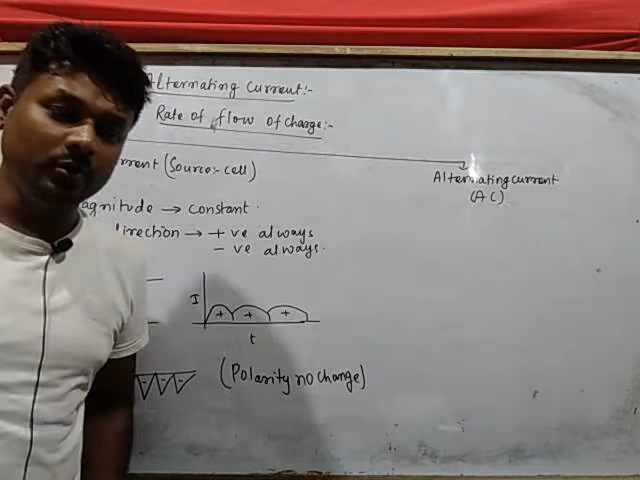 Alternating Current:-
Rate of flow of charge:-
rrent (Source:- cell)
Alternating current
(AC)
agnitude → constant
irection → +ve always
-ve always.
I
+ + +
t
- - -
(Polarity no change)